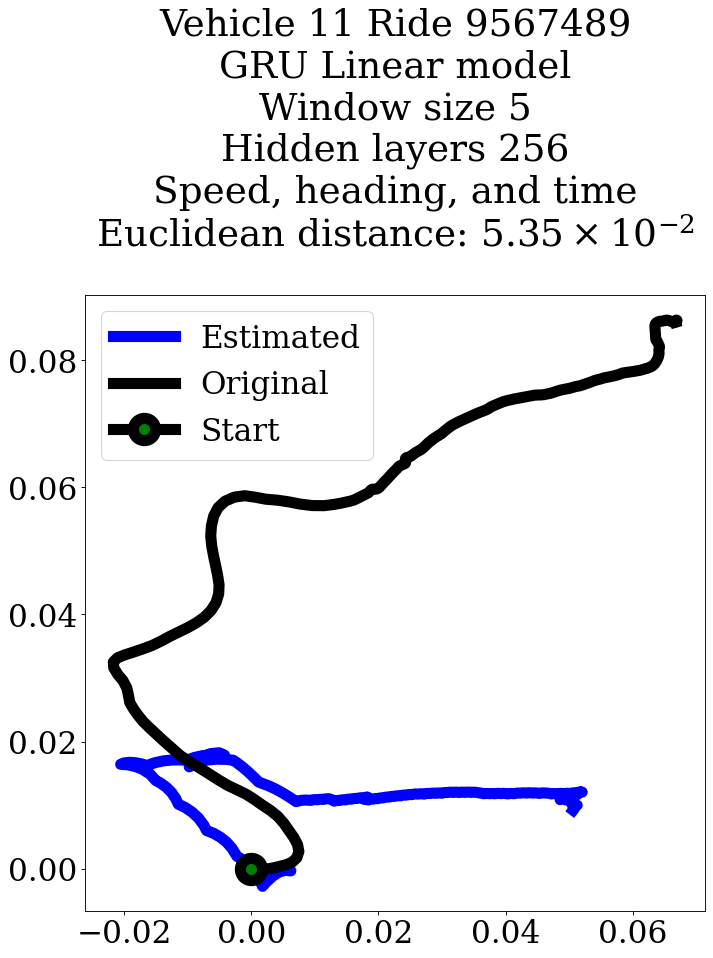 Vehicle 11 Ride 9567489
GRU Linear model
Window size 5
Hidden layers 256
Speed, heading, and time
Euclidean distance: 5.35 × 10⁻²
Estimated
Original
Start
0.08
0.06
0.04
0.02
0.00
−0.02 0.00 0.02 0.04 0.06